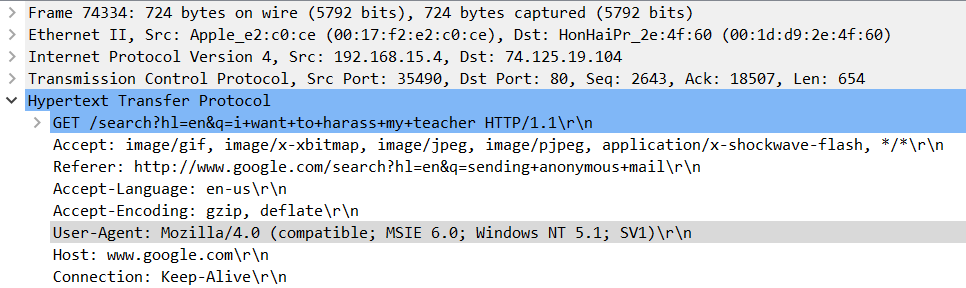 Frame 74334: 724 bytes on wire (5792 bits), 724 bytes captured (5792 bits)
Ethernet II, Src: Apple_e2:c0:ce (00:17:f2:e2:c0:ce), Dst: HonHaiPr_2e:4f:60 (00:1d:d9:2e:4f:60)
Internet Protocol Version 4, Src: 192.168.15.4, Dst: 74.125.19.104
Transmission Control Protocol, Src Port: 35490, Dst Port: 80, Seq: 2643, Ack: 18507, Len: 654
Hypertext Transfer Protocol
GET /search?hl=en&q=i+want+to+harass+my+teacher HTTP/1.1\r\n
Accept: image/gif, image/x-xbitmap, image/jpeg, image/pjpeg, application/x-shockwave-flash, */*\r\n
Referer: http://www.google.com/search?hl=en&q=sending+anonymous+mail\r\n
Accept-Language: en-us\r\n
Accept-Encoding: gzip, deflate\r\n
User-Agent: Mozilla/4.0 (compatible; MSIE 6.0; Windows NT 5.1; SV1)\r\n
Host: www.google.com\r\n
Connection: Keep-Alive\r\n